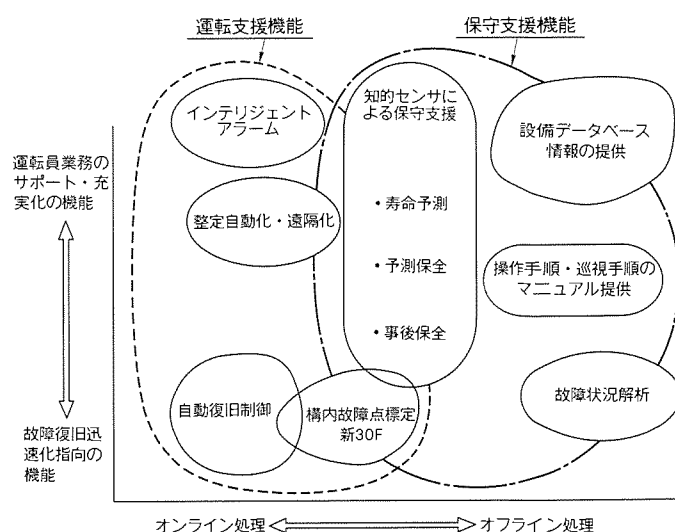 運転支援機能
保守支援機能
インテリジェント
アラーム
知的センサに
よる保守支援
設備データベース
情報の提供
運転員業務の
サポート・充
実化の機能
整定自動化・遠隔化
・寿命予測
・予測保全
・事後保全
操作手順・巡視手順の
マニュアル提供
自動復旧制御
構内故障点標定
新30F
故障状況解析
故障復旧迅
速化指向の
機能
オンライン処理
オフライン処理